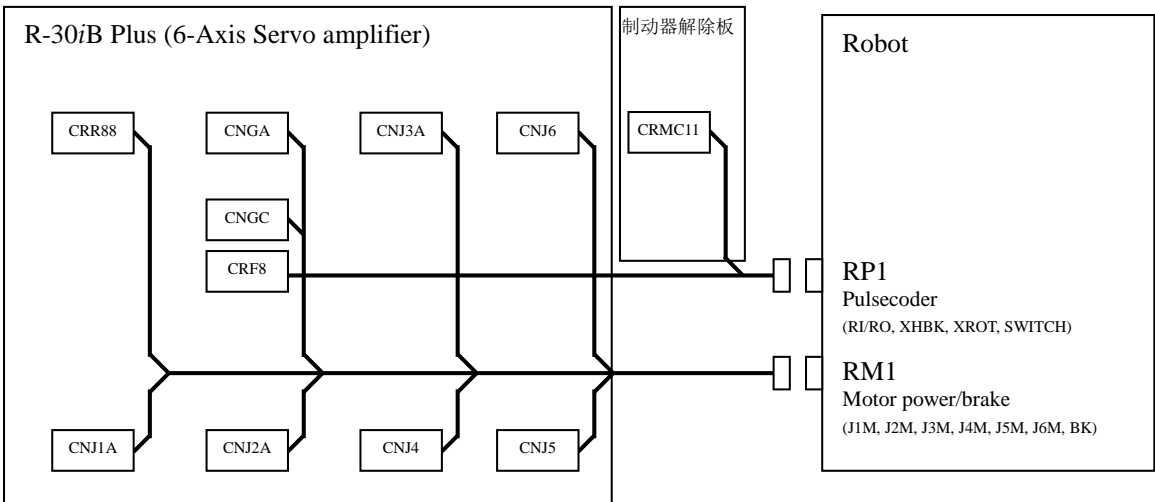 R-30iB Plus (6-Axis Servo amplifier)
制动器解除板
Robot
CRR88
CNGA
CNJ3A
CNJ6
CRMC11
CNGC
CRF8
RP1
Pulsecoder
(RI/RO, XHBK, XROT, SWITCH)
RM1
Motor power/brake
(J1M, J2M, J3M, J4M, J5M, J6M, BK)
CNJ1A
CNJ2A
CNJ4
CNJ5